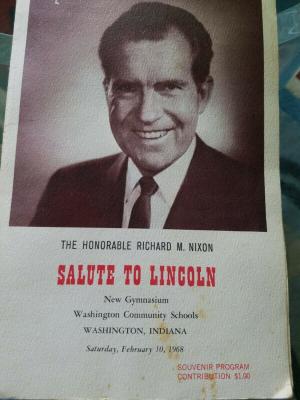 THE HONORABLE RICHARD M. NIXON
SALUTE TO LINCOLN
New Gymnasium
Washington Community Schools
WASHINGTON, INDIANA
Saturday, February 10, 1968
SOUVENIR PROGRAM
CONTRIBUTION $1.00